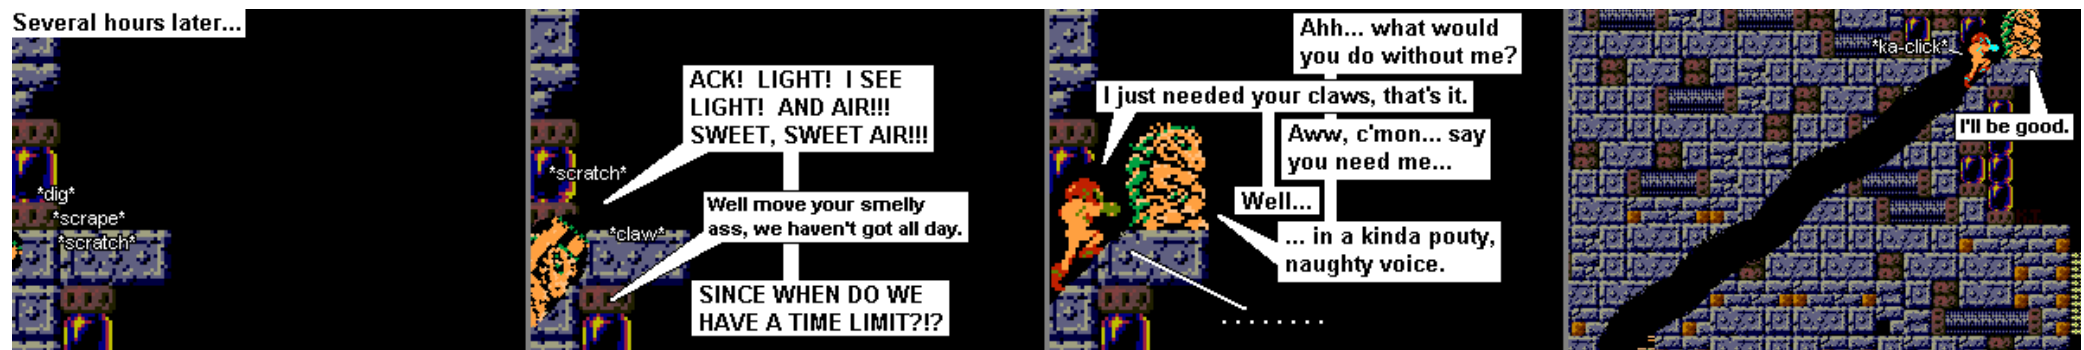 Several hours later...
*dig*
*scrape*
*scratch*
ACK!  LIGHT!  I SEE
LIGHT!  AND AIR!!!
SWEET, SWEET AIR!!!
*scratch*
Well move your smelly
ass, we haven't got all day.
*claw*
SINCE WHEN DO WE
HAVE A TIME LIMIT?!?
Ahh... what would
you do without me?
I just needed your claws, that's it.
Aww, c'mon... say
you need me...
Well...
... in a kinda pouty,
naughty voice.
. . . . . . . .
*ka-click*
I'll be good.